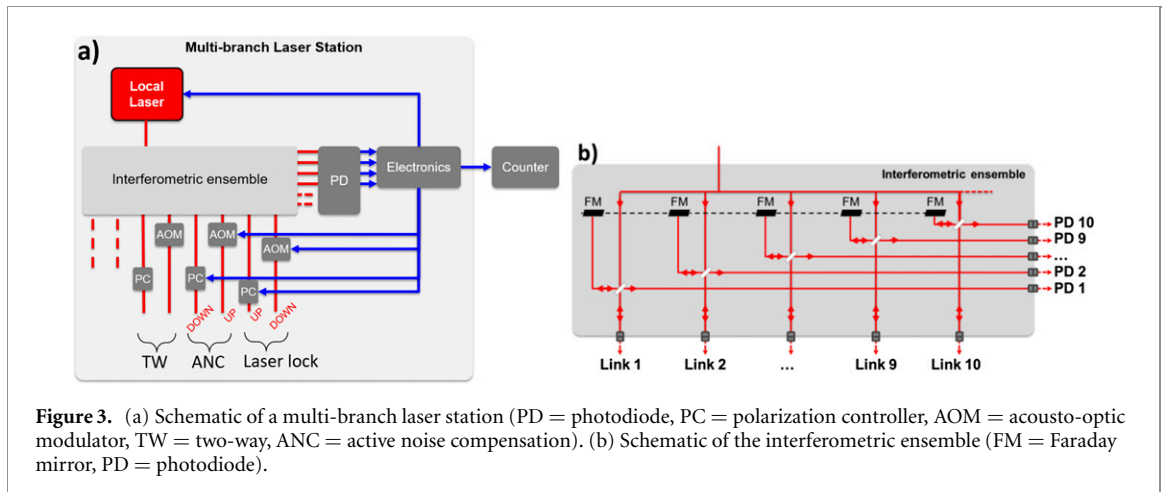 a)
Multi-branch Laser Station
Local
Laser
Interferometric ensemble
PD
Electronics
Counter
AOM
AOM
AOM
PC
PC
PC
DOWN
UP
UP
DOWN
TW
ANC
Laser lock
b)
Interferometric ensemble
FM
FM
FM
FM
FM
PD 10
PD 9
...
PD 2
PD 1
Link 1
Link 2
...
Link 9
Link 10
Figure 3. (a) Schematic of a multi-branch laser station (PD = photodiode, PC = polarization controller, AOM = acousto-optic
modulator, TW = two-way, ANC = active noise compensation). (b) Schematic of the interferometric ensemble (FM = Faraday
mirror, PD = photodiode).